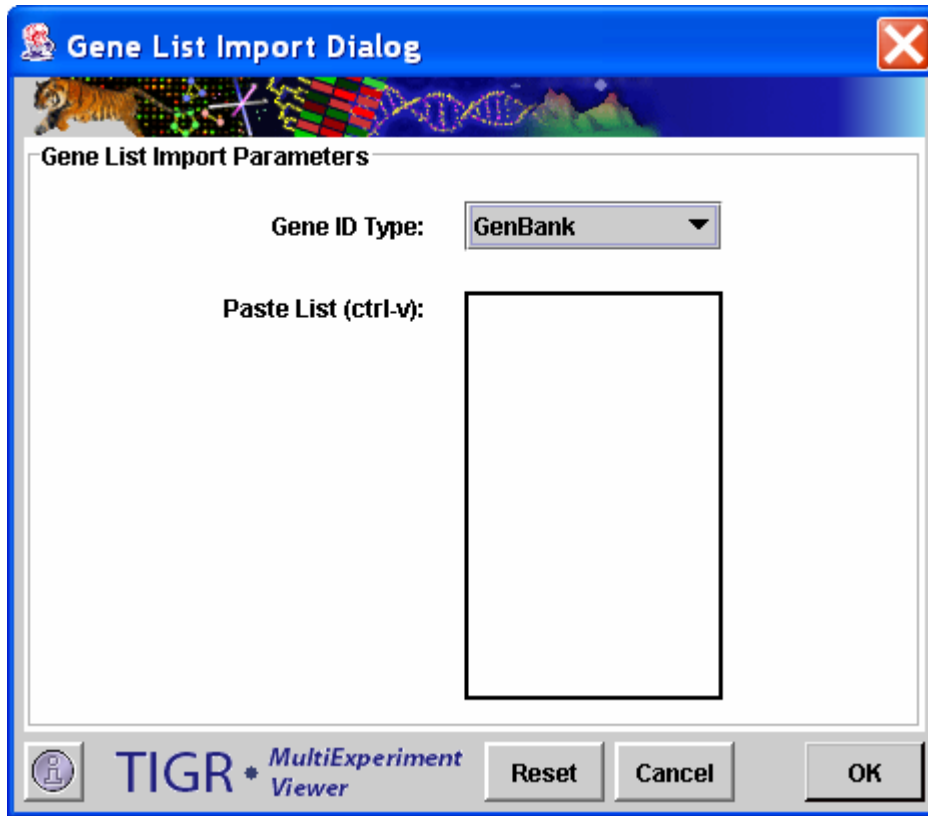 Gene List Import Dialog
Gene List Import Parameters
Gene ID Type: GenBank
Paste List (ctrl-v):
TIGR • MultiExperiment Viewer
Reset Cancel OK